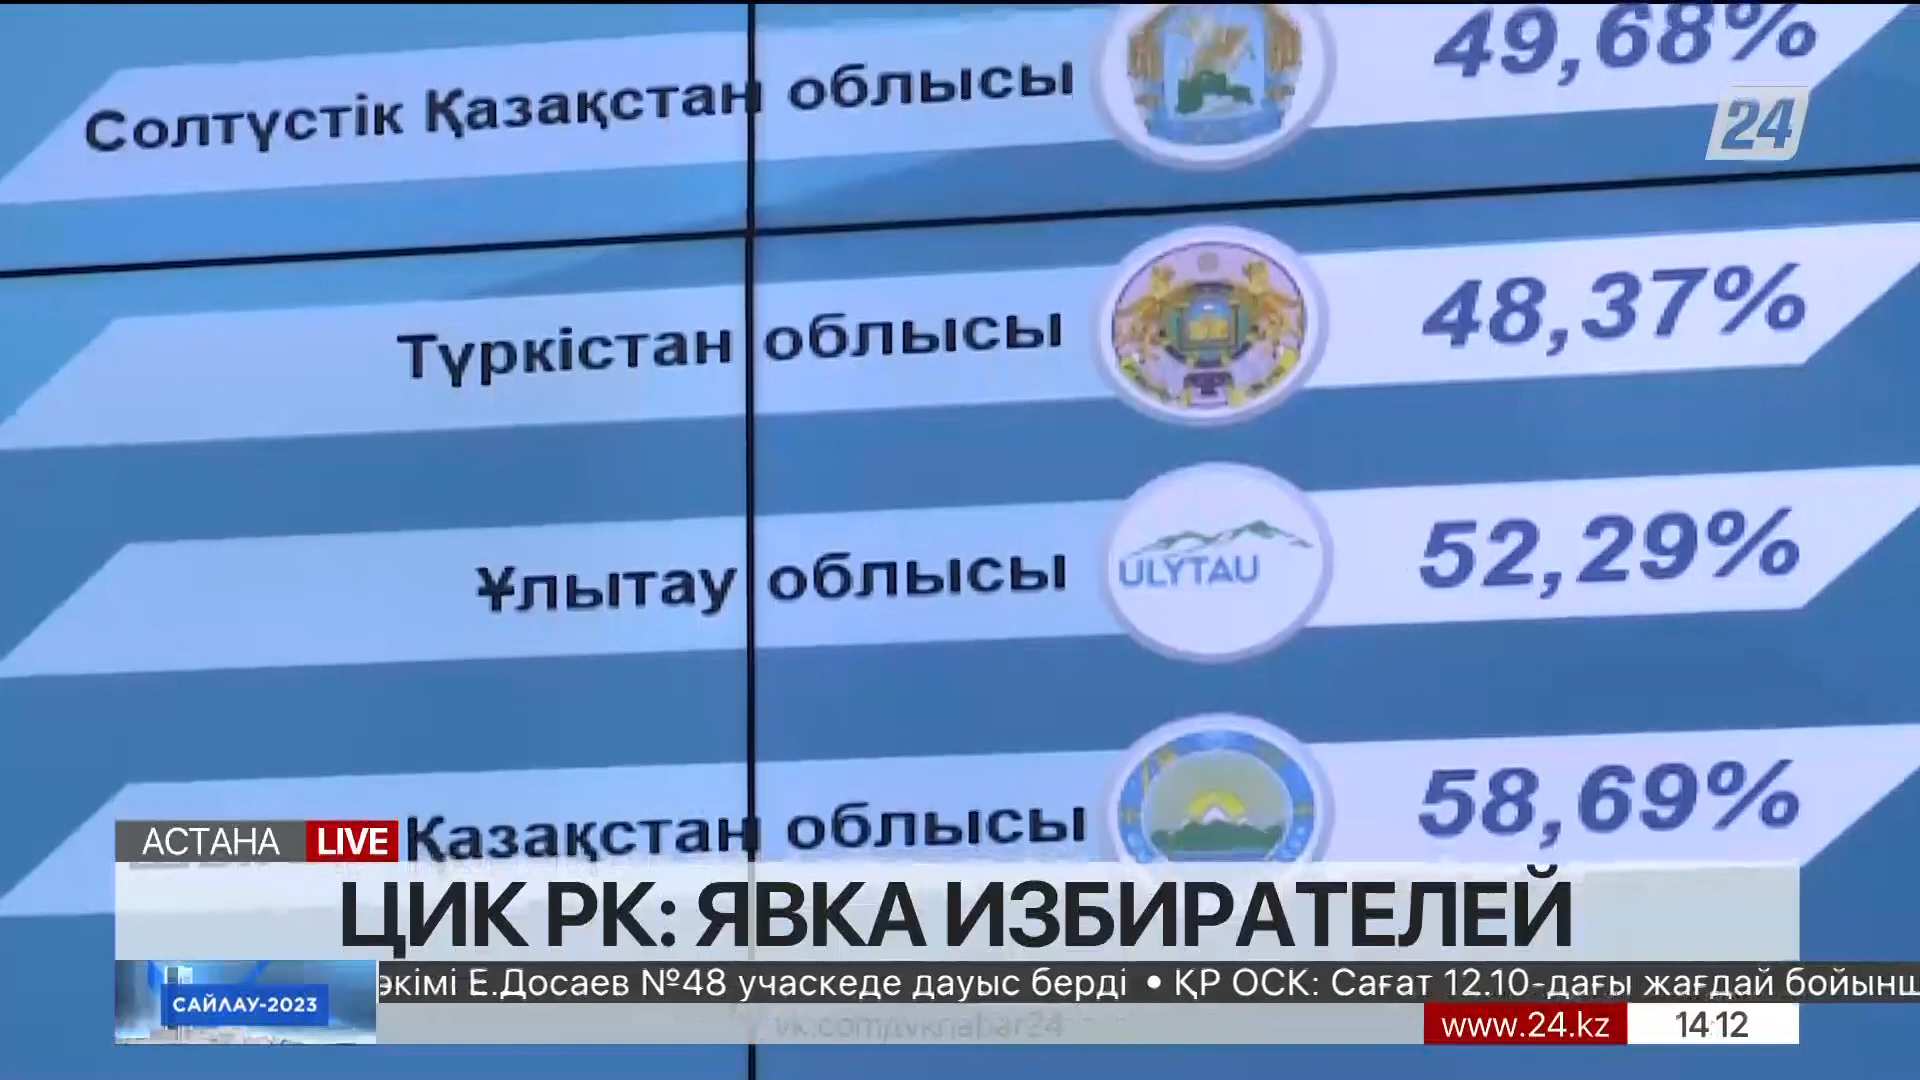 Солтүстік Қазақстан облысы 49,68%
24
Түркістан облысы 48,37%
Ұлытау облысы ULYTAU 52,29%
Қазақстан облысы 58,69%
АСТАНА LIVE
ЦИК РК: ЯВКА ИЗБИРАТЕЛЕЙ
әкімі Е.Досаев №48 учаскеде дауыс берді • ҚР ОСК: Сағат 12.10-дағы жағдай бойынш
САЙЛАУ-2023
www.24.kz 14:12